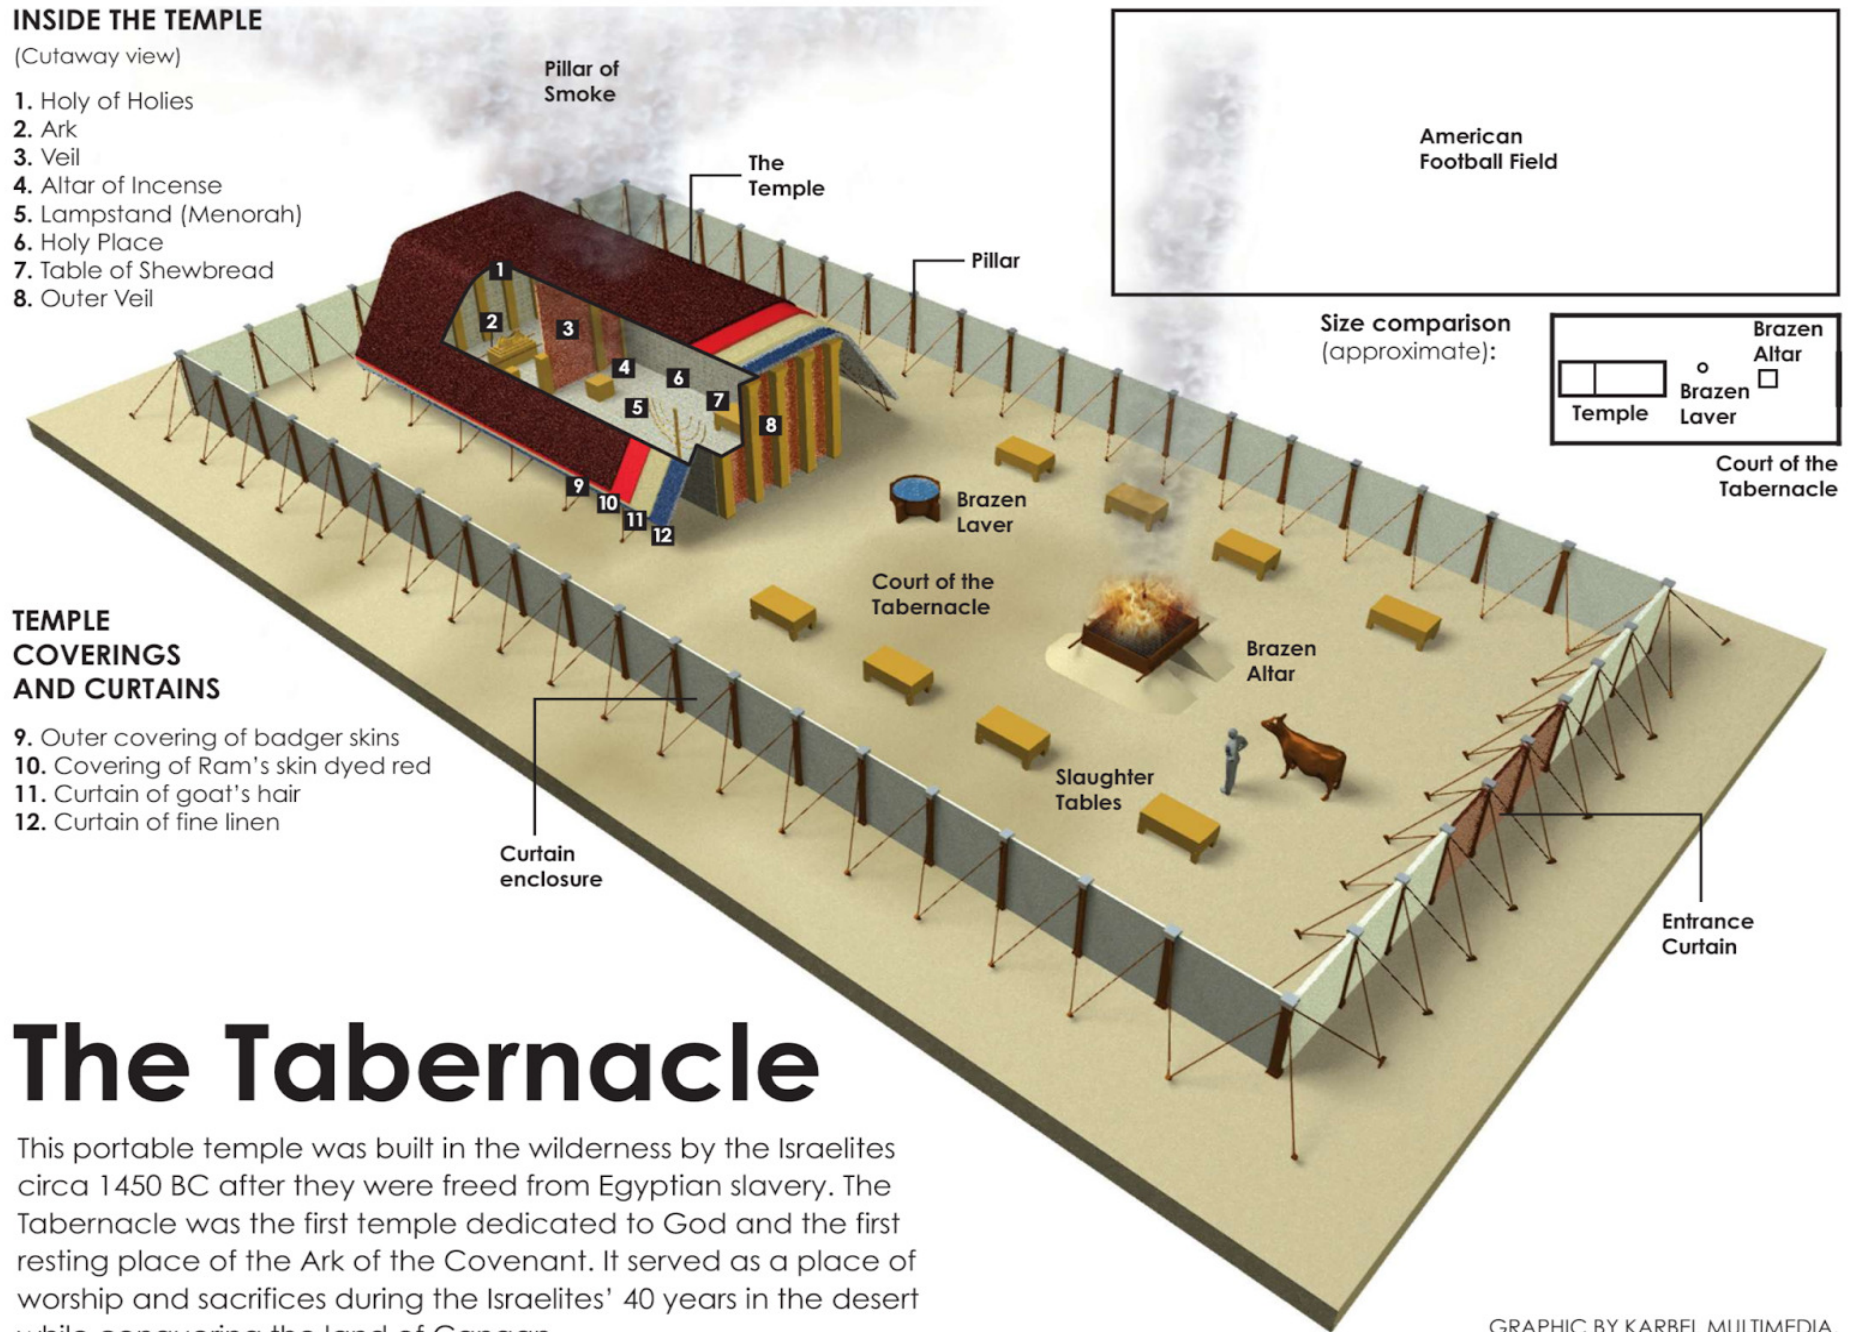 INSIDE THE TEMPLE
(Cutaway view)
1. Holy of Holies
2. Ark
3. Veil
4. Altar of Incense
5. Lampstand (Menorah)
6. Holy Place
7. Table of Shewbread
8. Outer Veil
Pillar of
Smoke
The
Temple
Pillar
American
Football Field
Size comparison
(approximate):
Brazen
Altar
Brazen
Laver
Temple
Court of the
Tabernacle
1
2
3
4
5
6
7
8
9
10
11
12
Brazen
Laver
Court of the
Tabernacle
Brazen
Altar
Slaughter
Tables
TEMPLE
COVERINGS
AND CURTAINS
9. Outer covering of badger skins
10. Covering of Ram's skin dyed red
11. Curtain of goat's hair
12. Curtain of fine linen
Curtain
enclosure
Entrance
Curtain
The Tabernacle
This portable temple was built in the wilderness by the Israelites
circa 1450 BC after they were freed from Egyptian slavery. The
Tabernacle was the first temple dedicated to God and the first
resting place of the Ark of the Covenant. It served as a place of
worship and sacrifices during the Israelites' 40 years in the desert
while conquering the land of Canaan.
GRAPHIC BY KARBEL MULTIMEDIA,